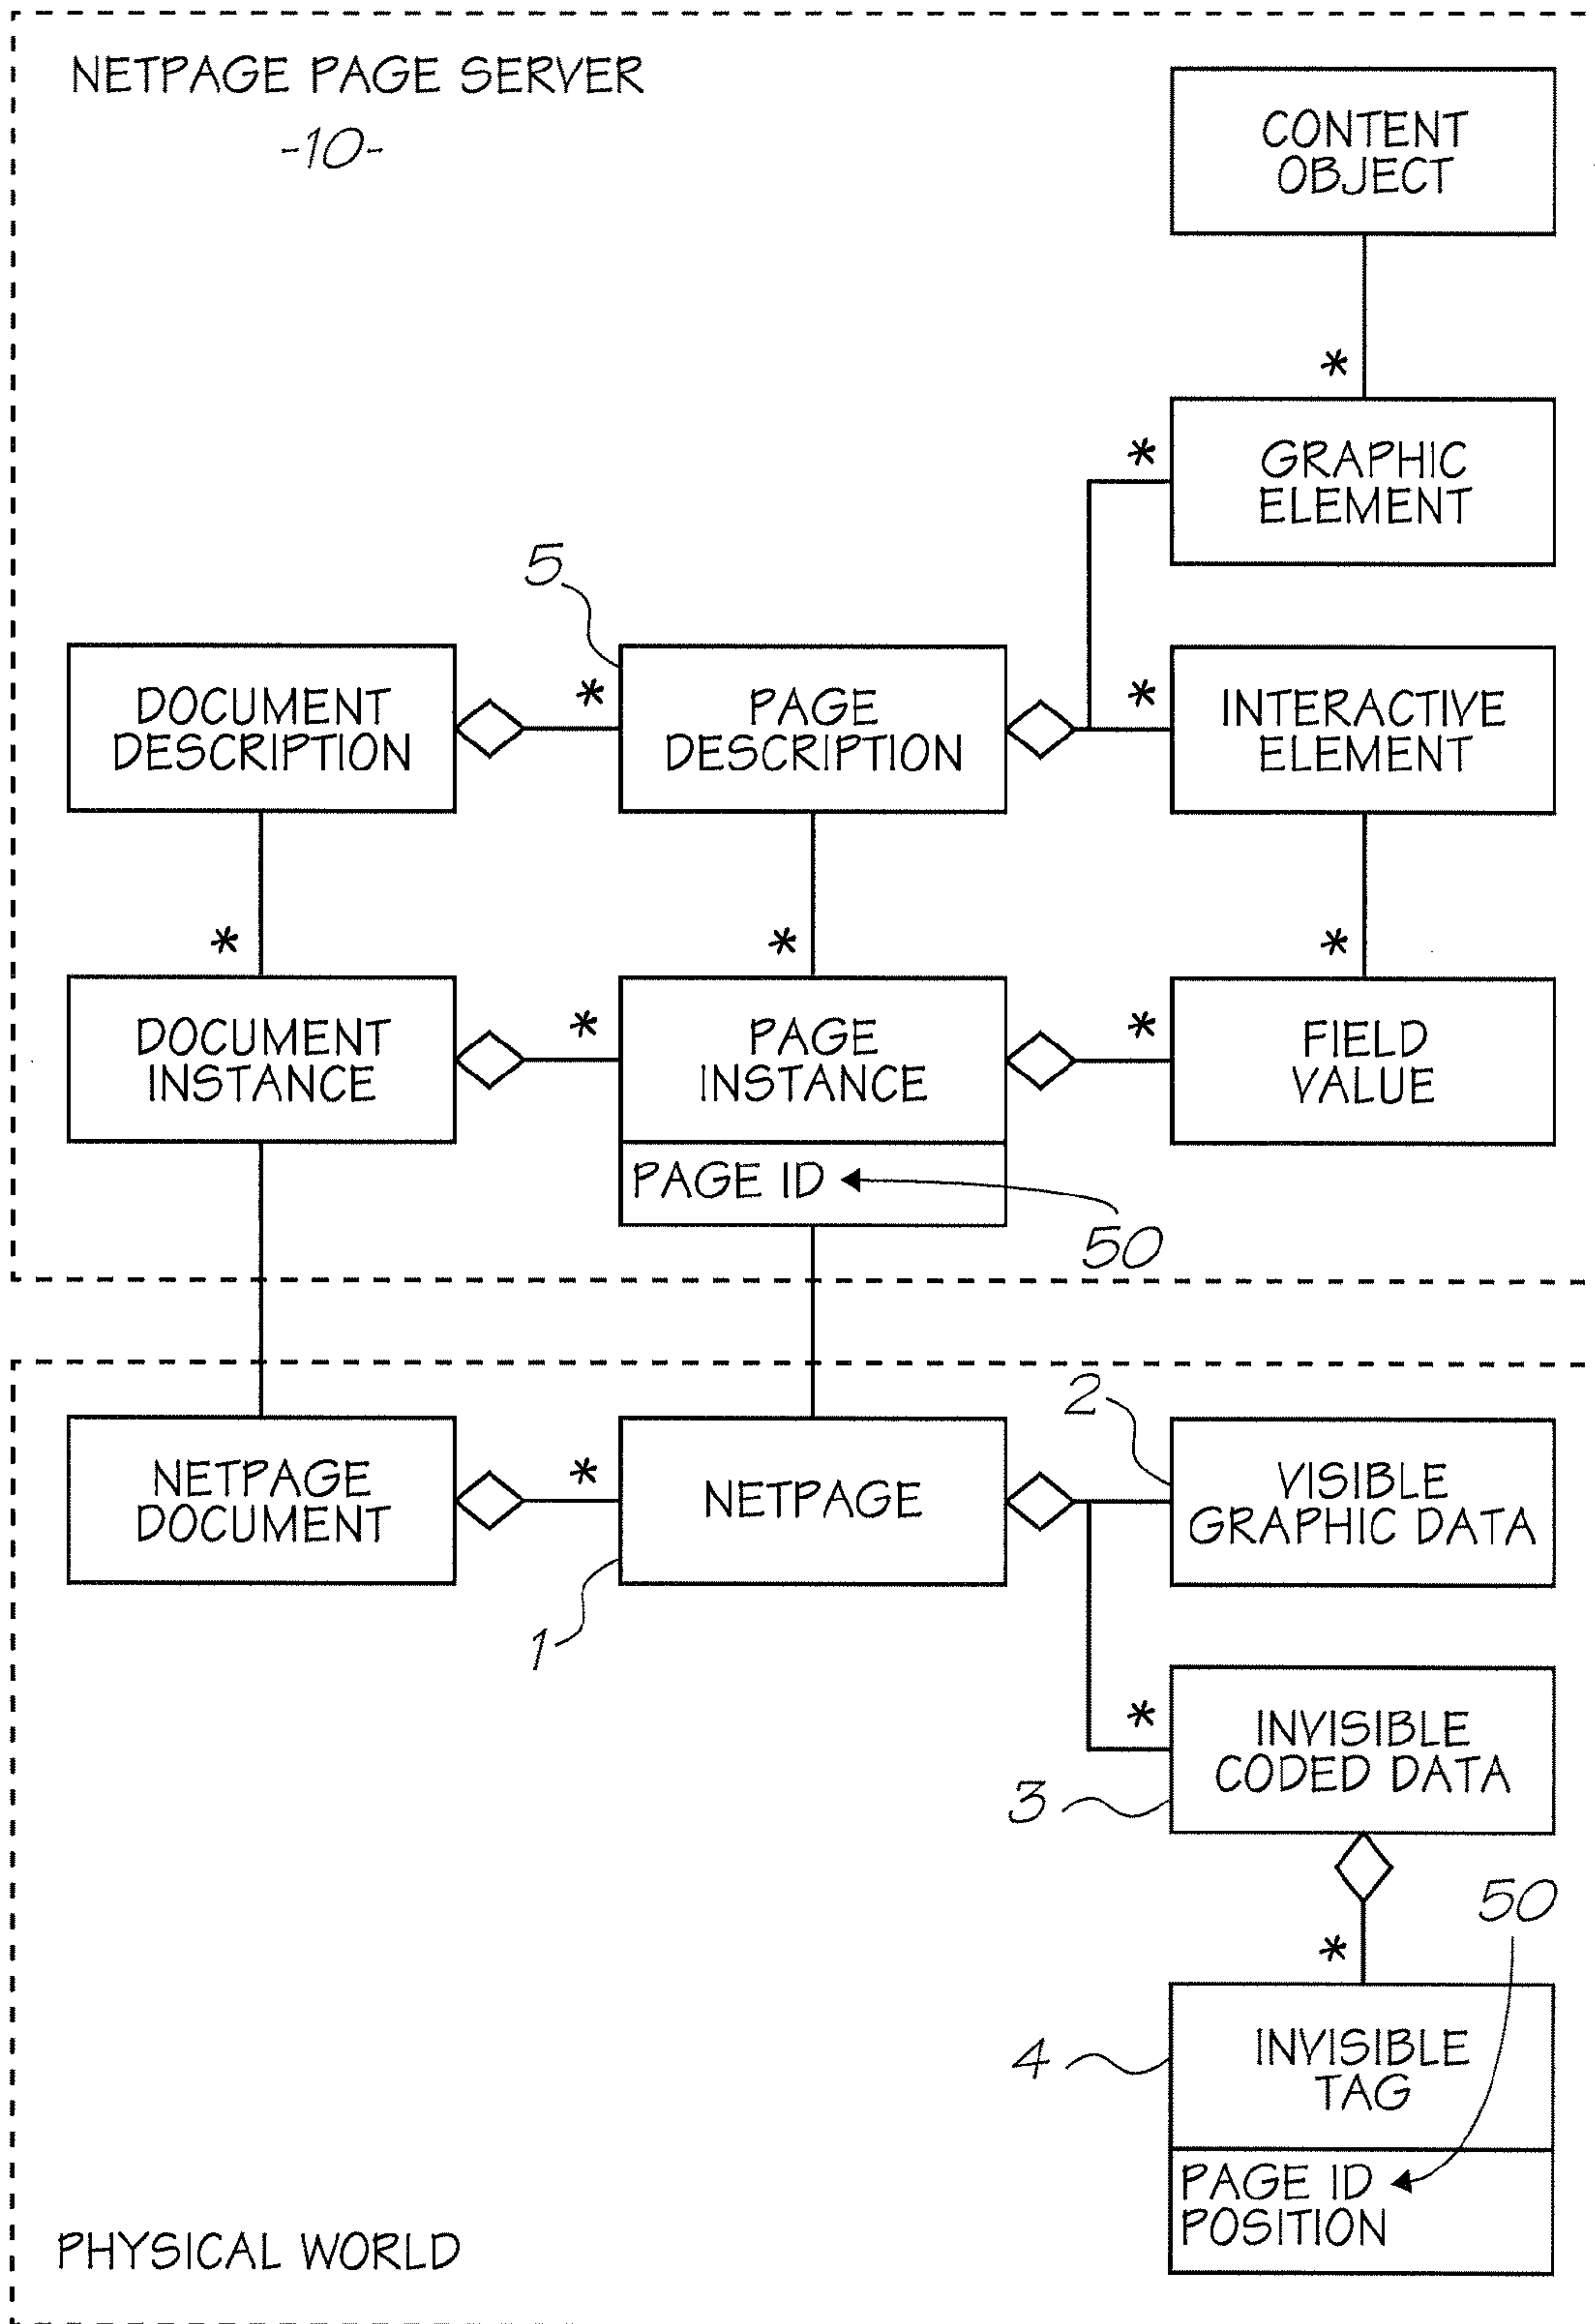 NETPAGE PAGE SERVER
-10-
CONTENT
OBJECT
*
*
GRAPHIC
ELEMENT
5
DOCUMENT
DESCRIPTION
*
PAGE
DESCRIPTION
*
INTERACTIVE
ELEMENT
*
*
*
DOCUMENT
INSTANCE
*
PAGE
INSTANCE
*
FIELD
VALUE
PAGE ID
50
2
NETPAGE
DOCUMENT
*
NETPAGE
VISIBLE
GRAPHIC DATA
1
*
INVISIBLE
CODED DATA
3
50
*
4
INVISIBLE
TAG
PAGE ID
POSITION
PHYSICAL WORLD